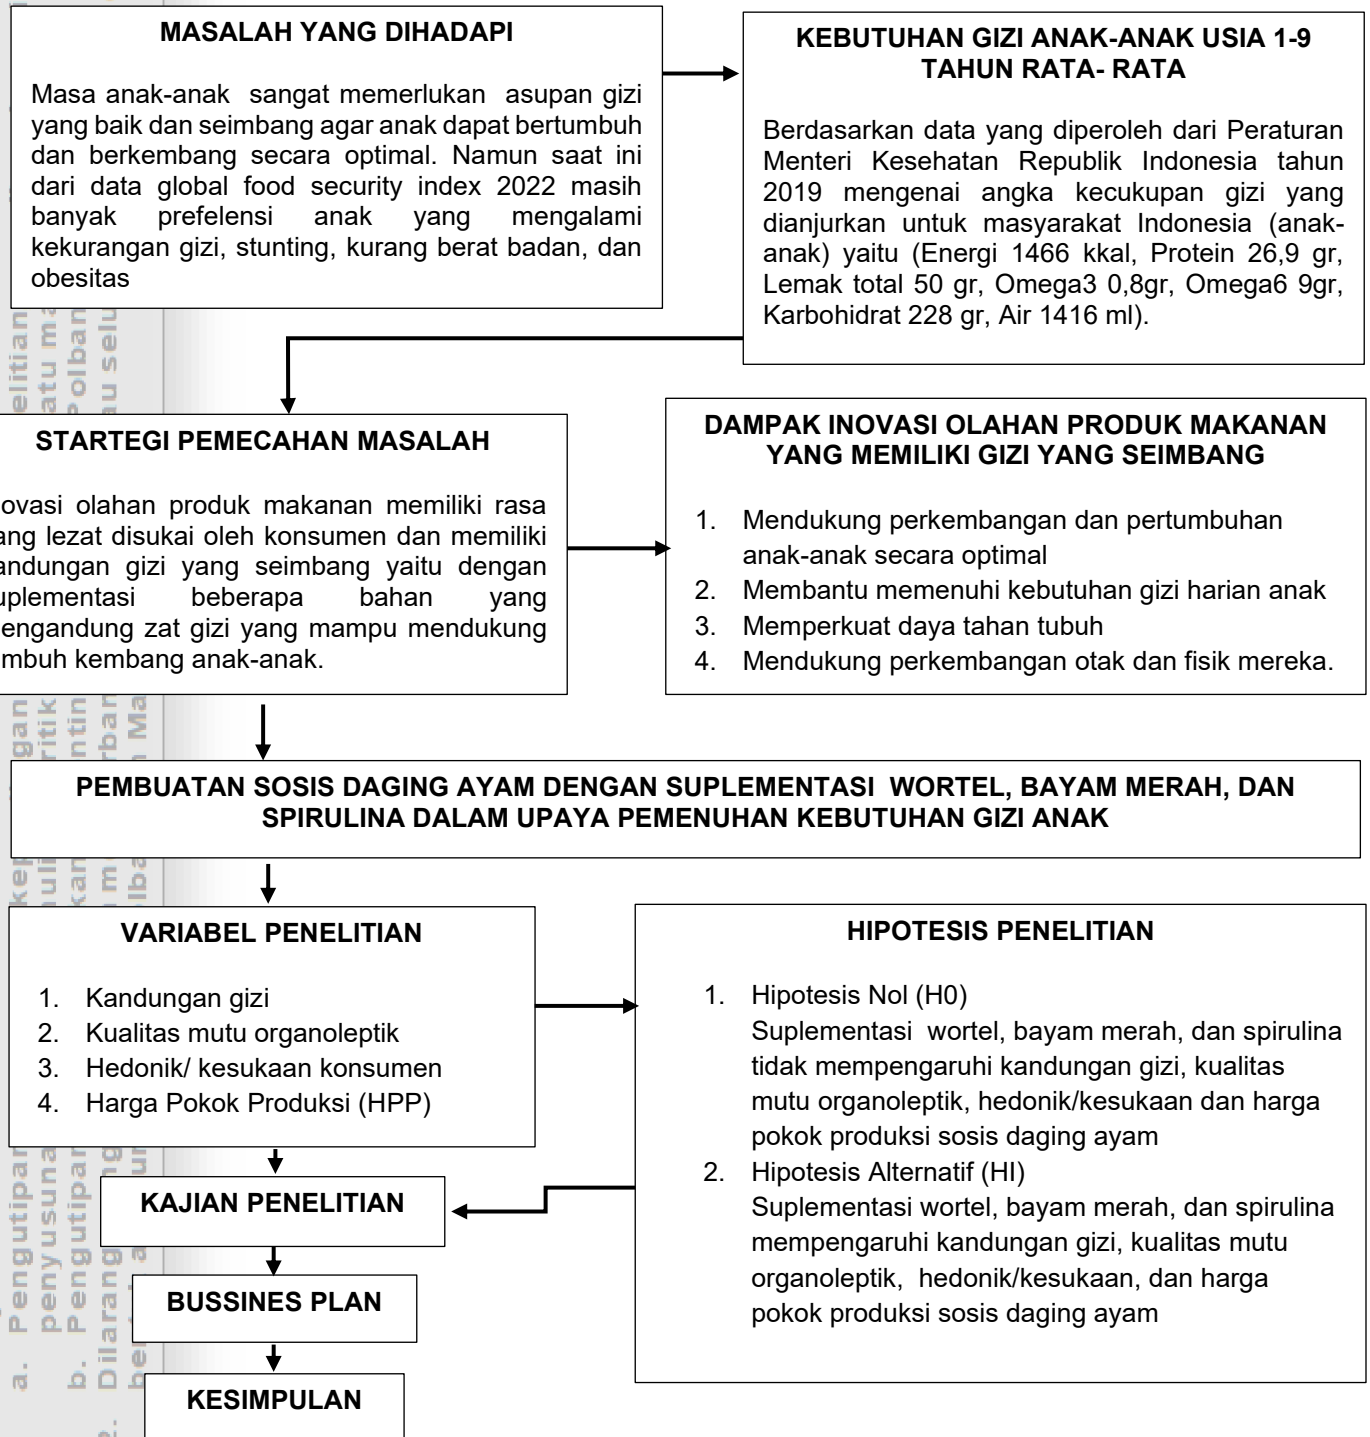 MASALAH YANG DIHADAPI
Masa anak-anak sangat memerlukan asupan gizi
yang baik dan seimbang agar anak dapat bertumbuh
dan berkembang secara optimal. Namun saat ini
dari data global food security index 2022 masih
banyak prefelensi anak yang mengalami
kekurangan gizi, stunting, kurang berat badan, dan
obesitas
KEBUTUHAN GIZI ANAK-ANAK USIA 1-9
TAHUN RATA- RATA
Berdasarkan data yang diperoleh dari Peraturan
Menteri Kesehatan Republik Indonesia tahun
2019 mengenai angka kecukupan gizi yang
dianjurkan untuk masyarakat Indonesia (anak-
anak) yaitu (Energi 1466 kkal, Protein 26,9 gr,
Lemak total 50 gr, Omega3 0,8gr, Omega6 9gr,
Karbohidrat 228 gr, Air 1416 ml).
STARTEGI PEMECAHAN MASALAH
ovasi olahan produk makanan memiliki rasa
ang lezat disukai oleh konsumen dan memiliki
andungan gizi yang seimbang yaitu dengan
uplementasi beberapa bahan yang
engandung zat gizi yang mampu mendukung
mbuh kembang anak-anak.
DAMPAK INOVASI OLAHAN PRODUK MAKANAN
YANG MEMILIKI GIZI YANG SEIMBANG
1. Mendukung perkembangan dan pertumbuhan
anak-anak secara optimal
2. Membantu memenuhi kebutuhan gizi harian anak
3. Memperkuat daya tahan tubuh
4. Mendukung perkembangan otak dan fisik mereka.
PEMBUATAN SOSIS DAGING AYAM DENGAN SUPLEMENTASI WORTEL, BAYAM MERAH, DAN
SPIRULINA DALAM UPAYA PEMENUHAN KEBUTUHAN GIZI ANAK
VARIABEL PENELITIAN
1. Kandungan gizi
2. Kualitas mutu organoleptik
3. Hedonik/ kesukaan konsumen
4. Harga Pokok Produksi (HPP)
HIPOTESIS PENELITIAN
1. Hipotesis Nol (H0)
Suplementasi wortel, bayam merah, dan spirulina
tidak mempengaruhi kandungan gizi, kualitas
mutu organoleptik, hedonik/kesukaan dan harga
pokok produksi sosis daging ayam
2. Hipotesis Alternatif (HI)
Suplementasi wortel, bayam merah, dan spirulina
mempengaruhi kandungan gizi, kualitas mutu
organoleptik, hedonik/kesukaan, dan harga
pokok produksi sosis daging ayam
KAJIAN PENELITIAN
BUSSINES PLAN
KESIMPULAN
a. Pengutipan
penyusuna
b. Pengutipan
Dilarang